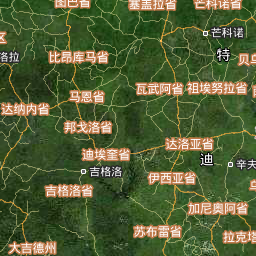 图巴省
塞盖拉省
芒科诺省
芒科诺
特
比昂库马省
洛拉
贝
马恩省
瓦武阿省
祖埃努拉省
达纳内省
邦戈洛省
达洛亚省
迪埃奎省
迪
吉格洛
辛夫
吉格洛省
伊西亚省
加尼奥阿省
苏布雷省
大吉德州
拉克塔